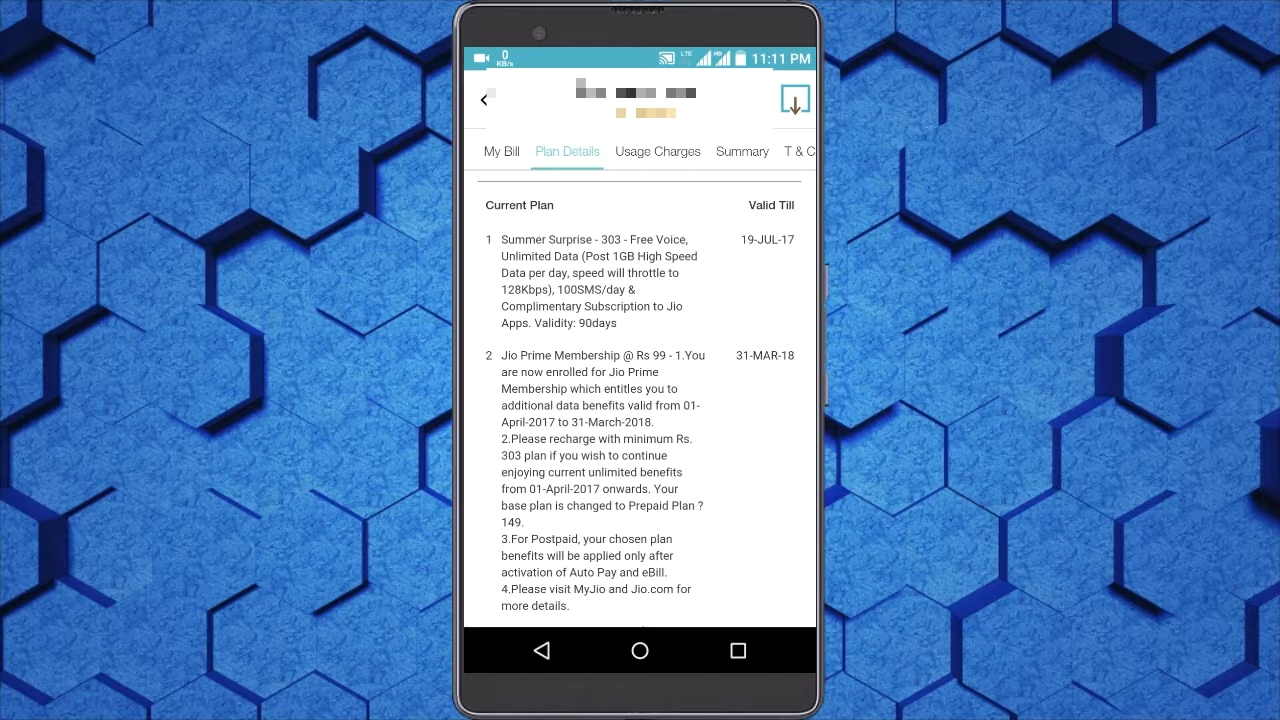 0
KB/s
LTE
11:11 PM
My Bill
Plan Details
Usage Charges
Summary
T & C
Current Plan
Valid Till
1 Summer Surprise - 303 - Free Voice,
19-JUL-17
Unlimited Data (Post 1GB High Speed
Data per day, speed will throttle to
128Kbps), 100SMS/day &
Complimentary Subscription to Jio
Apps. Validity: 90days
2 Jio Prime Membership @ Rs 99 - 1.You
31-MAR-18
are now enrolled for Jio Prime
Membership which entitles you to
additional data benefits valid from 01-
April-2017 to 31-March-2018.
2.Please recharge with minimum Rs.
303 plan if you wish to continue
enjoying current unlimited benefits
from 01-April-2017 onwards. Your
base plan is changed to Prepaid Plan ?
149.
3.For Postpaid, your chosen plan
benefits will be applied only after
activation of Auto Pay and eBill.
4.Please visit MyJio and Jio.com for
more details.